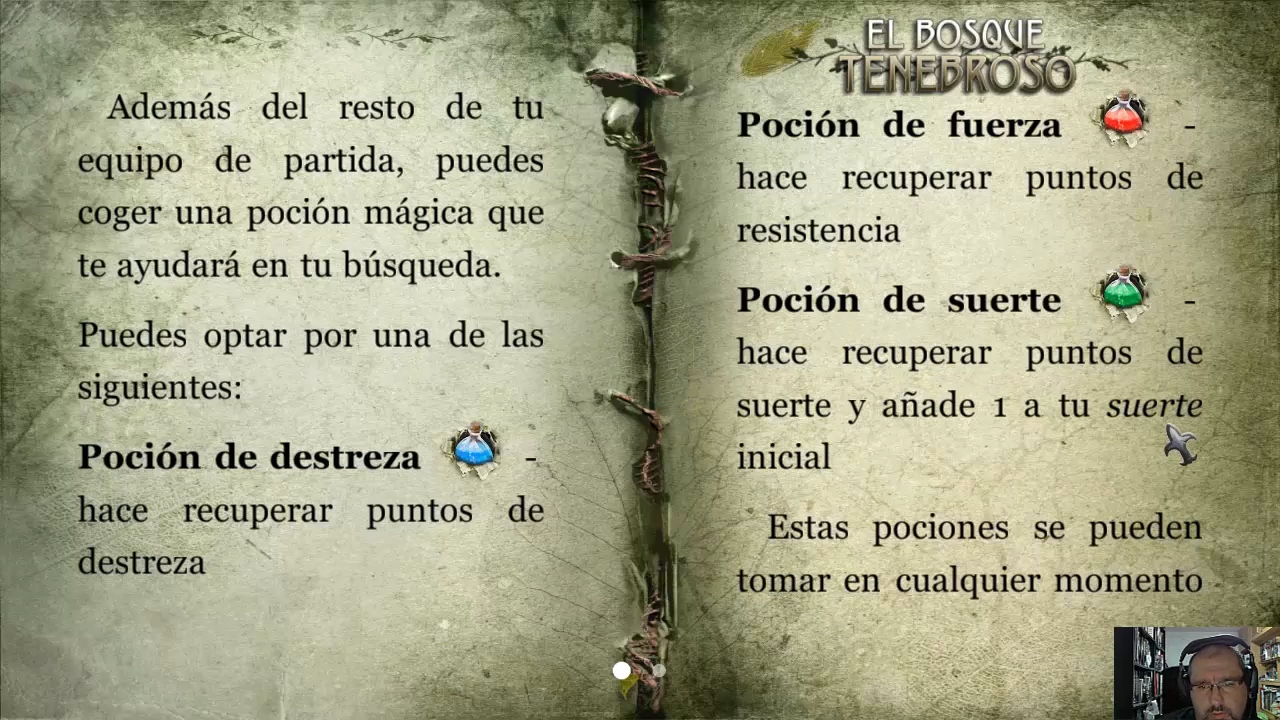 Además del resto de tu
equipo de partida, puedes
coger una poción mágica que
te ayudará en tu búsqueda.
Puedes optar por una de las
siguientes:
Poción de destreza -
hace recuperar puntos de
destreza
EL BOSQUE
TENEBROSO
Poción de fuerza -
hace recuperar puntos de
resistencia
Poción de suerte -
hace recuperar puntos de
suerte y añade 1 a tu suerte
inicial
Estas pociones se pueden
tomar en cualquier momento